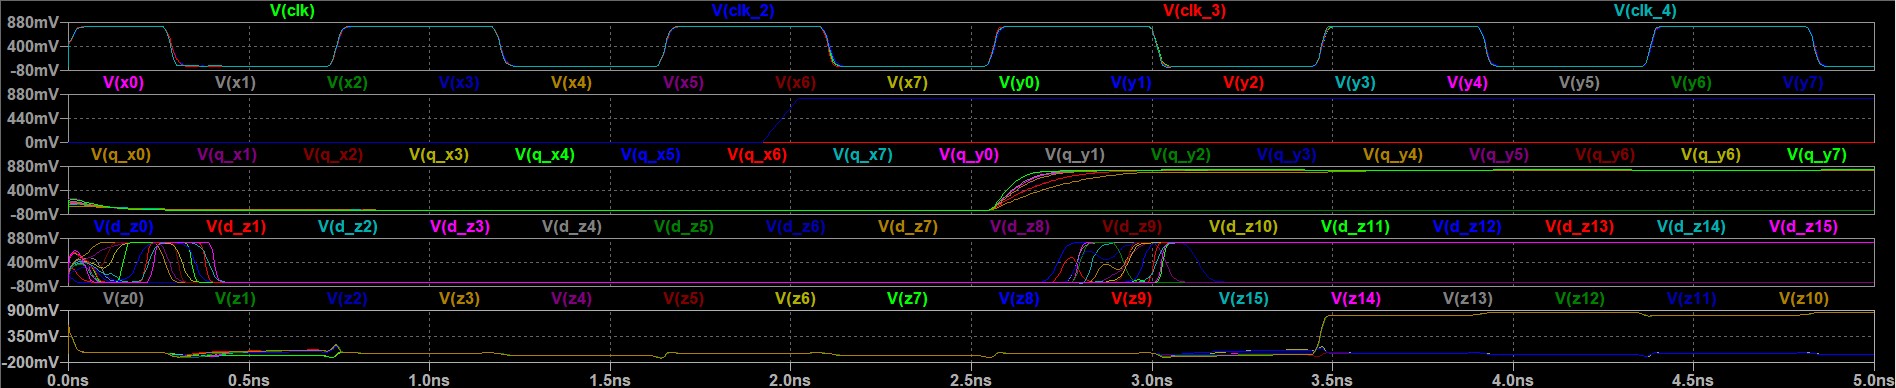 V(clk) V(clk_2) V(clk_3) V(clk_4)
880mV
400mV
-80mV
V(x0) V(x1) V(x2) V(x3) V(x4) V(x5) V(x6) V(x7) V(y0) V(y1) V(y2) V(y3) V(y4) V(y5) V(y6) V(y7)
880mV
440mV
0mV
V(q_x0) V(q_x1) V(q_x2) V(q_x3) V(q_x4) V(q_x5) V(q_x6) V(q_x7) V(q_y0) V(q_y1) V(q_y2) V(q_y3) V(q_y4) V(q_y5) V(q_y6) V(q_y6) V(q_y7)
880mV
400mV
-80mV
V(d_z0) V(d_z1) V(d_z2) V(d_z3) V(d_z4) V(d_z5) V(d_z6) V(d_z7) V(d_z8) V(d_z9) V(d_z10) V(d_z11) V(d_z12) V(d_z13) V(d_z14) V(d_z15)
880mV
400mV
-80mV
V(z0) V(z1) V(z2) V(z3) V(z4) V(z5) V(z6) V(z7) V(z8) V(z9) V(z15) V(z14) V(z13) V(z12) V(z11) V(z10)
900mV
350mV
-200mV
0.0ns 0.5ns 1.0ns 1.5ns 2.0ns 2.5ns 3.0ns 3.5ns 4.0ns 4.5ns 5.0ns